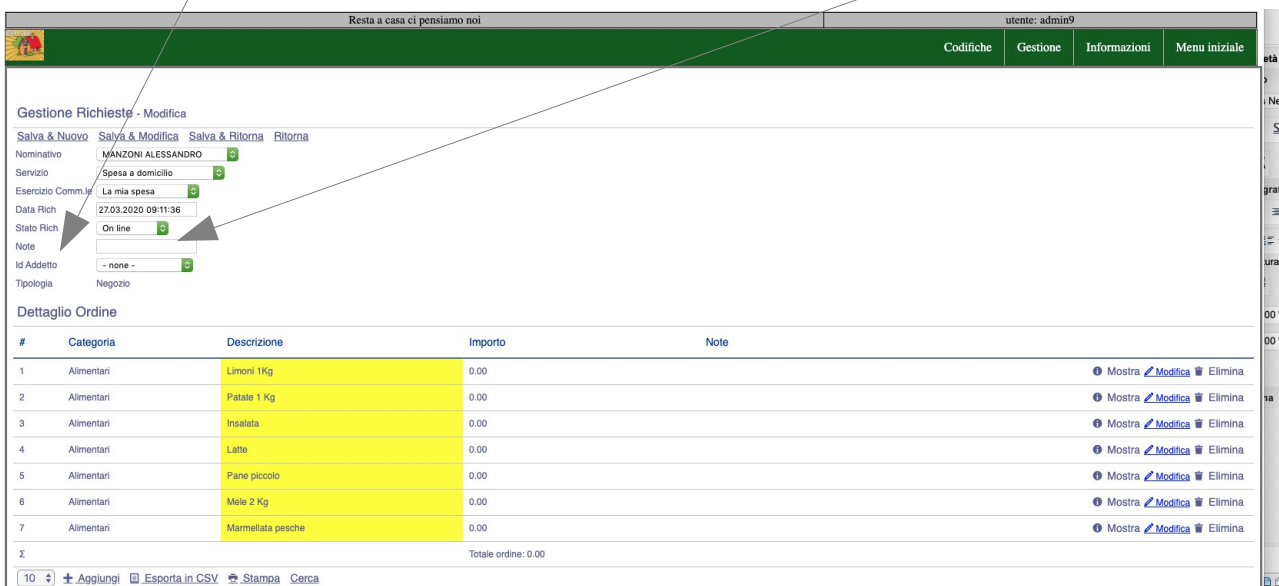 Resta a casa ci pensiamo noi utente: admin9
Codifiche Gestione Informazioni Menu iniziale
Gestione Richieste - Modifica
Salva & Nuovo Salva & Modifica Salva & Ritorna Ritorna
Nominativo MANZONI ALESSANDRO
Servizio Spesa a domicilio
Esercizio Comm.le La mia spesa
Data Rich 27.03.2020 09:11:36
Stato Rich On line
Note
Id Addetto - none -
Tipologia Negozio
Dettaglio Ordine
# Categoria Descrizione Importo Note
1 Alimentari Limoni 1Kg 0.00 Mostra Modifica Elimina
2 Alimentari Patate 1 Kg 0.00 Mostra Modifica Elimina
3 Alimentari Insalata 0.00 Mostra Modifica Elimina
4 Alimentari Latte 0.00 Mostra Modifica Elimina
5 Alimentari Pane piccolo 0.00 Mostra Modifica Elimina
6 Alimentari Mele 2 Kg 0.00 Mostra Modifica Elimina
7 Alimentari Marmellata pesche 0.00 Mostra Modifica Elimina
Σ Totale ordine: 0.00
10 Aggiungi Esporta in CSV Stampa Cerca